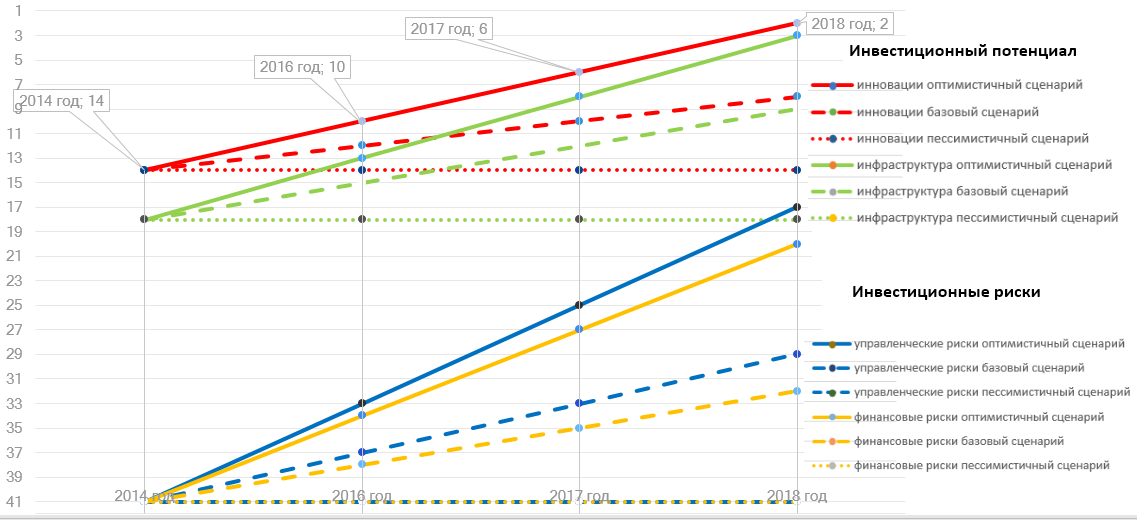 1
3
5
7
9
11
13
15
17
19
21
23
25
27
29
31
33
35
37
39
41
2014 год; 14
2016 год; 10
2017 год; 6
2018 год; 2
2014 год
2016 год
2017 год
2018 год
Инвестиционный потенциал
инновации оптимистичный сценарий
инновации базовый сценарий
инновации пессимистичный сценарий
инфраструктура оптимистичный сценарий
инфраструктура базовый сценарий
инфраструктура пессимистичный сценарий
Инвестиционные риски
управленческие риски оптимистичный сценарий
управленческие риски базовый сценарий
управленческие риски пессимистичный сценарий
финансовые риски оптимистичный сценарий
финансовые риски базовый сценарий
финансовые риски пессимистичный сценарий